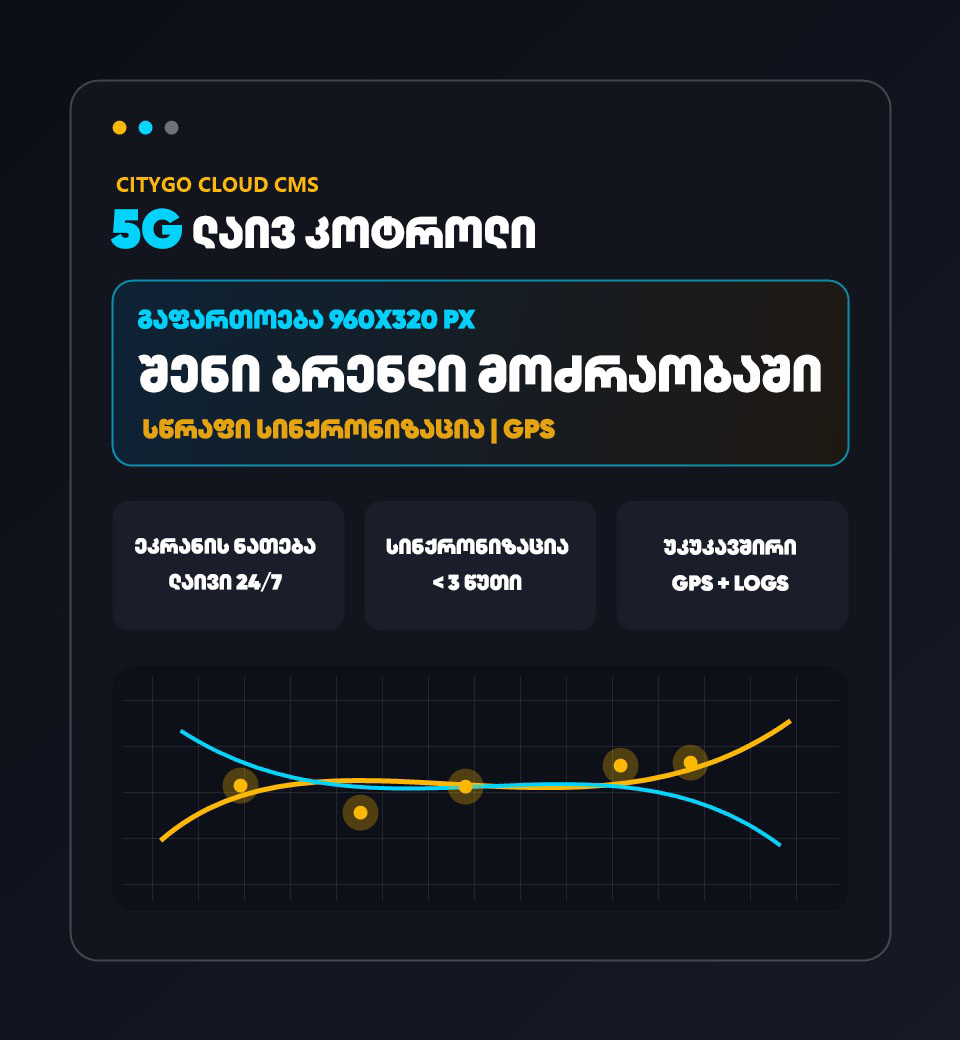 CITYGO CLOUD CMS
5G ლაივ კოტროლი
გაფართოება 960X320 PX
შენი ბრენდი მოძრაობაში
სწრაფი სინქრონიზაცია | GPS
ეკრანის ნათება
ლაივი 24/7
სინქრონიზაცია
< 3 წუთი
უკუკავშირი
GPS + LOGS